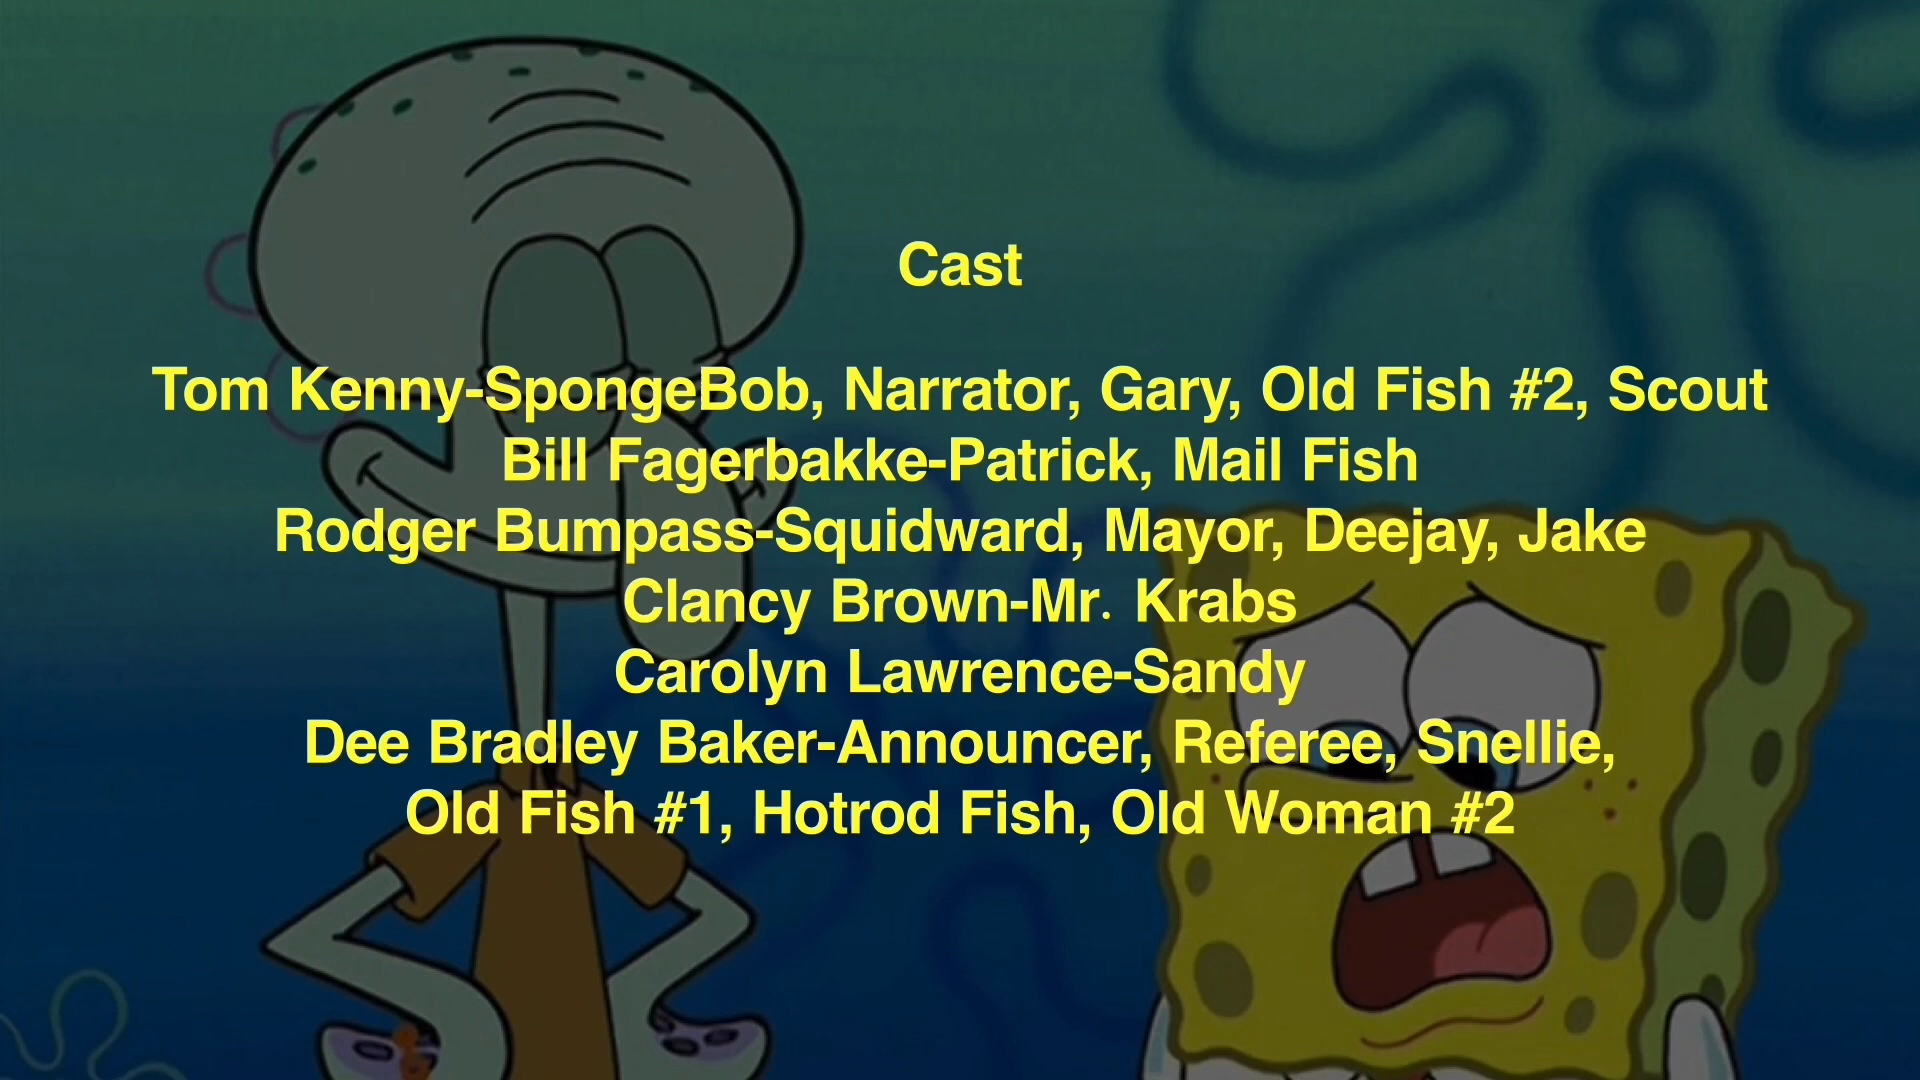 Cast
Tom Kenny-SpongeBob, Narrator, Gary, Old Fish #2, Scout
Bill Fagerbakke-Patrick, Mail Fish
Rodger Bumpass-Squidward, Mayor, Deejay, Jake
Clancy Brown-Mr. Krabs
Carolyn Lawrence-Sandy
Dee Bradley Baker-Announcer, Referee, Snellie,
Old Fish #1, Hotrod Fish, Old Woman #2